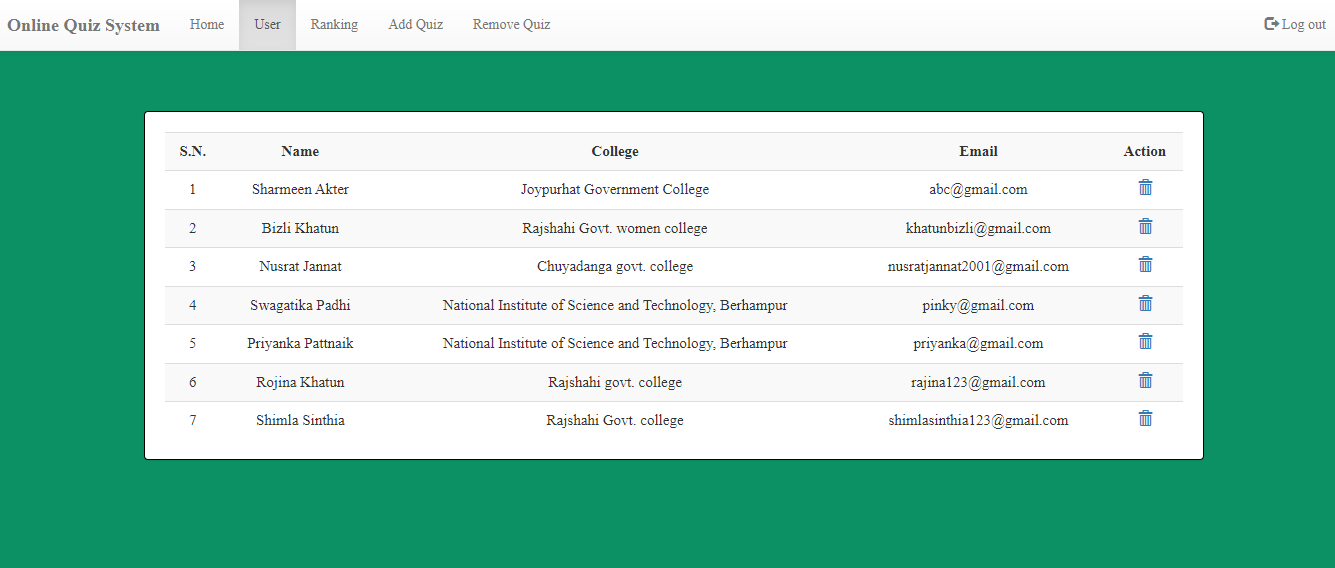 Online Quiz System Home User Ranking Add Quiz Remove Quiz Log out
S.N. Name College Email Action
1 Sharmeen Akter Joypurhat Government College abc@gmail.com
2 Bizli Khatun Rajshahi Govt. women college khatunbizli@gmail.com
3 Nusrat Jannat Chuyadanga govt. college nusratjannat2001@gmail.com
4 Swagatika Padhi National Institute of Science and Technology, Berhampur pinky@gmail.com
5 Priyanka Pattnaik National Institute of Science and Technology, Berhampur priyanka@gmail.com
6 Rojina Khatun Rajshahi govt. college rajina123@gmail.com
7 Shimla Sinthia Rajshahi Govt. college shimlasinthia123@gmail.com